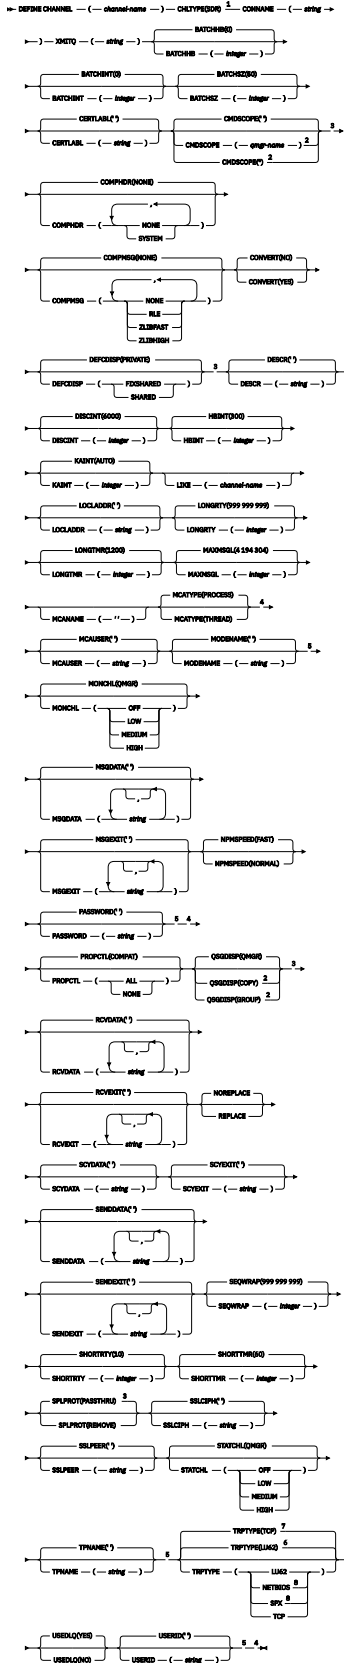 DEFINE CHANNEL ( channel-name ) CHLTYPE(SDR) 1 CONNAME ( string
) XMITQ ( string )
BATCHHB(0)
BATCHHB ( integer )
BATCHINT(0)
BATCHINT ( integer )
BATCHSZ(50)
BATCHSZ ( integer )
CERTLABL(' ')
CERTLABL ( string )
CMDSCOPE(' ')
CMDSCOPE ( qmgr-name ) 2
CMDSCOPE(*) 2
3
COMPHDR(NONE)
COMPHDR ( , NONE )
SYSTEM
COMPMSG(NONE)
COMPMSG ( , NONE )
RLE
ZLIBFAST
ZLIBHIGH
CONVERT(NO)
CONVERT(YES)
DEFCDISP(PRIVATE)
DEFCDISP ( FIXSHARED )
SHARED
3
DESCR(' ')
DESCR ( string )
DISCINT(6000)
DISCINT ( integer )
HBINT(300)
HBINT ( integer )
KAINT(AUTO)
KAINT ( integer )
LIKE ( channel-name )
LOCLADDR(' ')
LOCLADDR ( string )
LONGRTY(999 999 999)
LONGRTY ( integer )
LONGTMR(1200)
LONGTMR ( integer )
MAXMSGL(4 194 304)
MAXMSGL ( integer )
MCANAME ( ' ' )
MCATYPE(PROCESS)
MCATYPE(THREAD)
4
MCAUSER(' ')
MCAUSER ( string )
MODENAME(' ')
MODENAME ( string )
5
MONCHL(QMGR)
MONCHL ( OFF )
LOW
MEDIUM
HIGH
MSGDATA(' ')
,
MSGDATA ( string )
MSGEXIT(' ')
,
MSGEXIT ( string )
NPMSPEED(FAST)
NPMSPEED(NORMAL)
PASSWORD(' ')
PASSWORD ( string )
5 4
PROPCTL(COMPAT)
PROPCTL ( ALL )
NONE
QSGDISP(QMGR)
QSGDISP(COPY) 2
QSGDISP(GROUP) 2
3
RCVDATA(' ')
,
RCVDATA ( string )
RCVEXIT(' ')
,
RCVEXIT ( string )
NOREPLACE
REPLACE
SCYDATA(' ')
SCYDATA ( string )
SCYEXIT(' ')
SCYEXIT ( string )
SENDDATA(' ')
,
SENDDATA ( string )
SENDEXIT(' ')
,
SENDEXIT ( string )
SEQWRAP(999 999 999)
SEQWRAP ( integer )
SHORTRTY(10)
SHORTRTY ( integer )
SHORTTMR(60)
SHORTTMR ( integer )
SPLPROT(PASSTHRU) 3
SPLPROT(REMOVE)
SSLCIPH(' ')
SSLCIPH ( string )
SSLPEER(' ')
SSLPEER ( string )
STATCHL(QMGR)
STATCHL ( OFF )
LOW
MEDIUM
HIGH
TPNAME(' ')
TPNAME ( string )
5
TRPTYPE(TCP) 7
TRPTYPE(LU62) 6
TRPTYPE ( LU62 )
NETBIOS 8
SPX 8
TCP
USEDLQ(YES)
USEDLQ(NO)
USERID(' ')
USERID ( string )
5 4